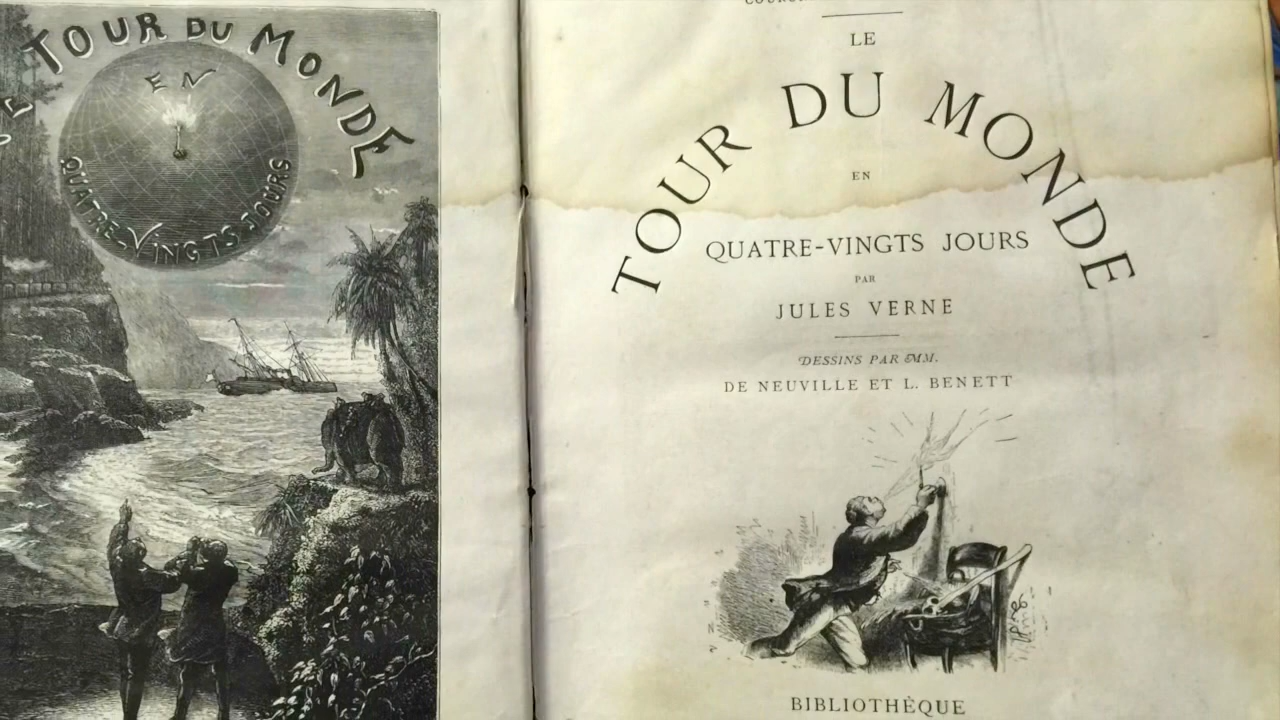 TOUR DU MONDE
EN
QUATRE-VINGTS JOURS
LE
TOUR DU MONDE
EN
QUATRE-VINGTS JOURS
PAR
JULES VERNE
DESSINS PAR MM.
DE NEUVILLE ET L. BENETT
BIBLIOTHÈQUE